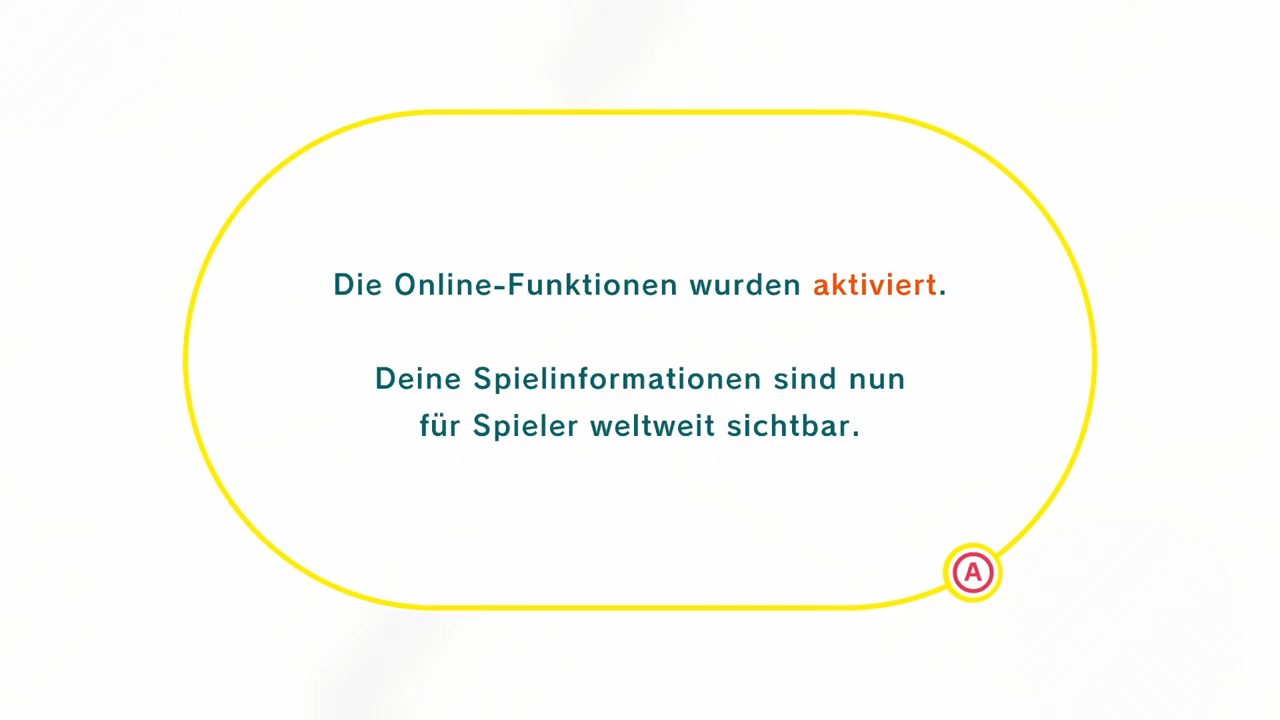 Die Online-Funktionen wurden aktiviert.
Deine Spielinformationen sind nun
für Spieler weltweit sichtbar.
A